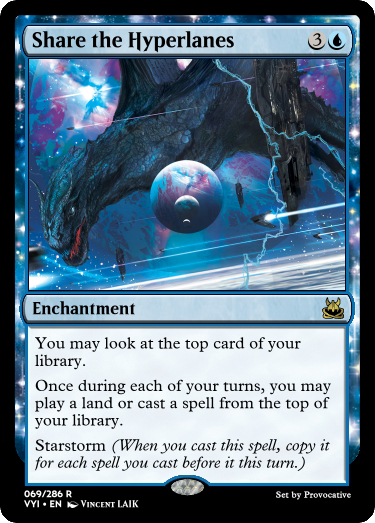 Share the Hyperlanes 3
Enchantment
You may look at the top card of your
library.
Once during each of your turns, you may
play a land or cast a spell from the top of
your library.
Starstorm (When you cast this spell, copy it
for each spell you cast before it this turn.)
069/286 R
VYI • EN Vincent LAIK
Set by Provocative